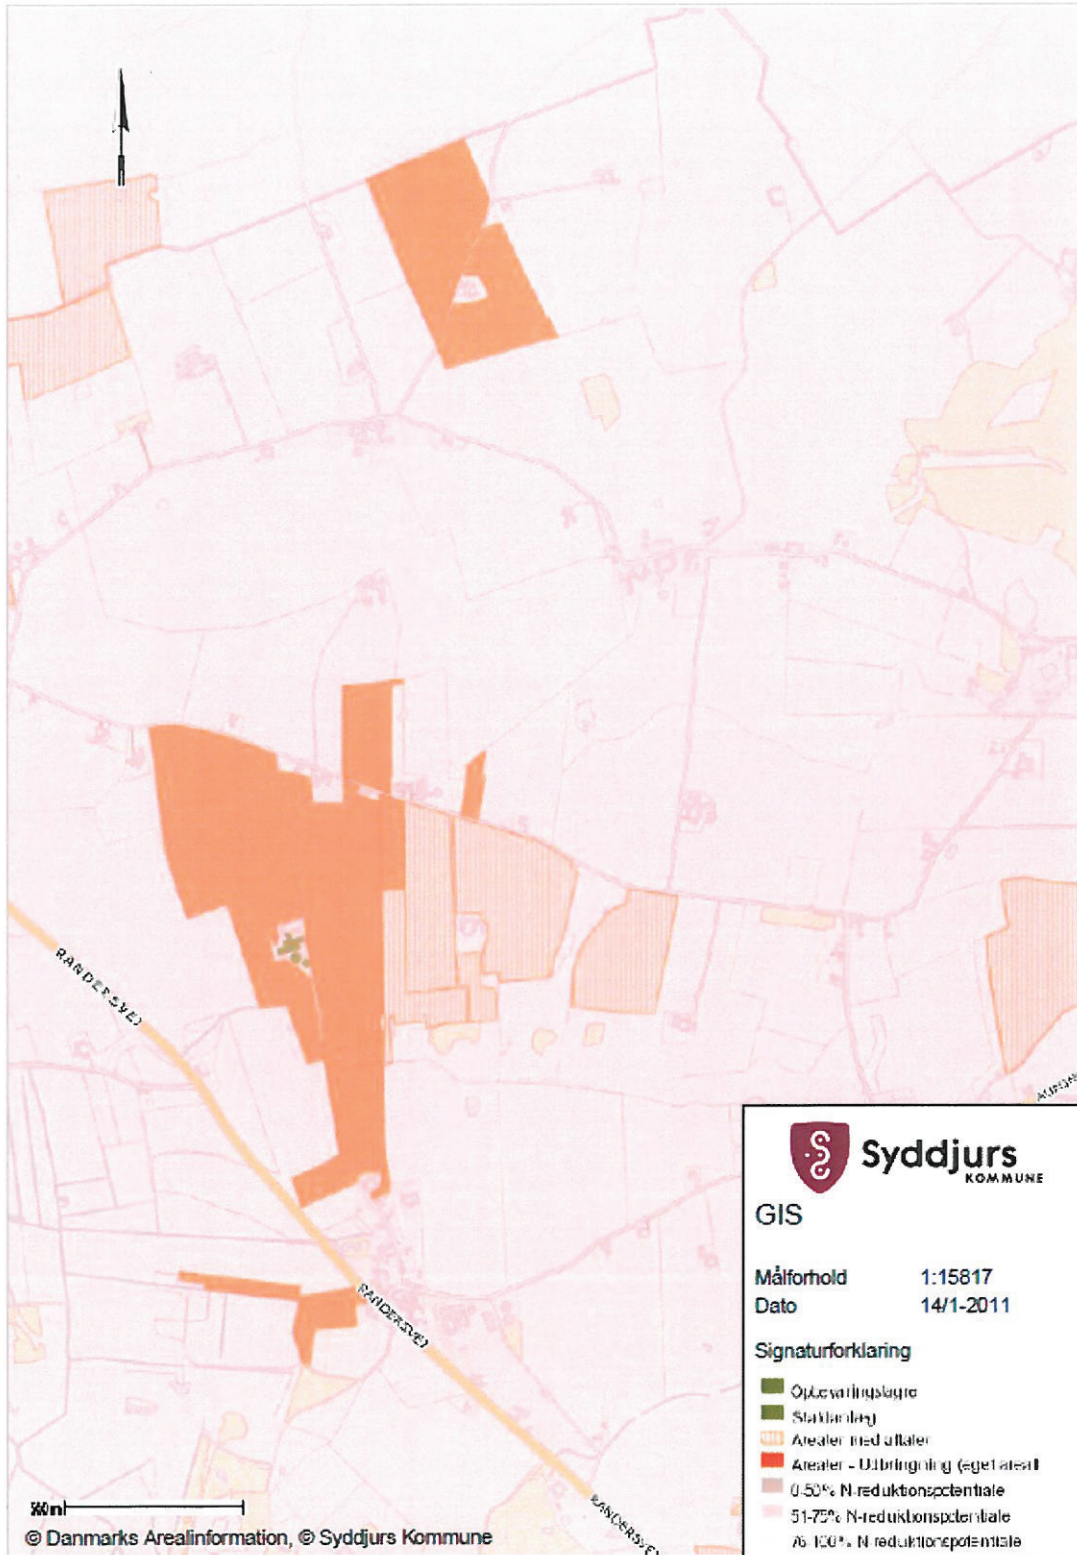 RANDERSVEJ
RANDERSVEJ
RANDERSVEJ
Syddjurs
KOMMUNE
GIS
Målforhold 1:15817
Dato 14/1-2011
Signaturforklaring
Opbevaringslagre
Staldanlæg
Arealer med aftaler
Arealer - Udbringning (eget areal)
0-50% N-reduktionspotentiale
51-75% N-reduktionspotentiale
76-100% N-reduktionspotentiale
500 m
© Danmarks Arealinformation, © Syddjurs Kommune